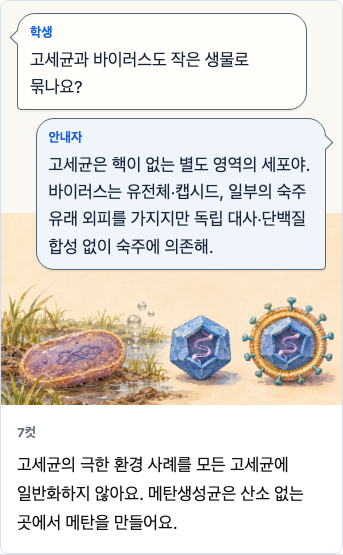 학생
고세균과 바이러스도 작은 생물로
묶나요?
안내자
고세균은 핵이 없는 별도 영역의 세포야.
바이러스는 유전체·캡시드, 일부의 숙주
유래 외피를 가지지만 독립 대사·단백질
합성 없이 숙주에 의존해.
7컷
고세균의 극한 환경 사례를 모든 고세균에
일반화하지 않아요. 메탄생성균은 산소 없는
곳에서 메탄을 만들어요.